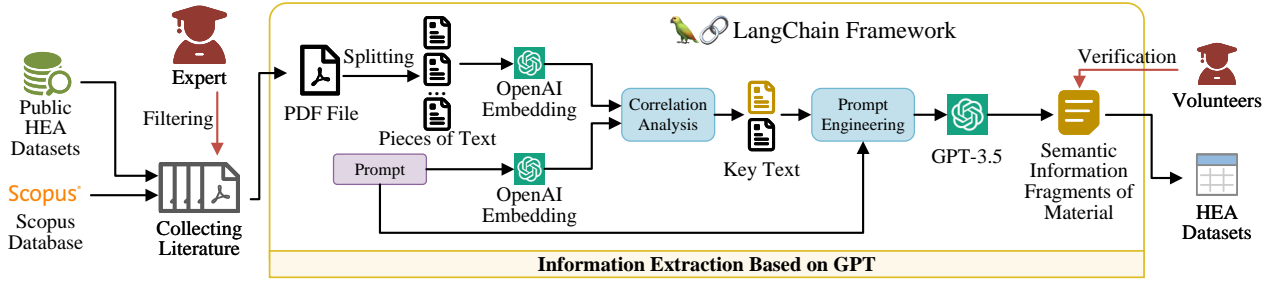 Public
HEA
Datasets
Scopus
Scopus
Database
Expert
Filtering
Collecting
Literature
PDF File
Splitting
Pieces of Text
OpenAI
Embedding
Prompt
OpenAI
Embedding
LangChain Framework
Correlation
Analysis
Key Text
Prompt
Engineering
GPT-3.5
Semantic
Information
Fragments of
Material
Verification
Volunteers
HEA
Datasets
Information Extraction Based on GPT